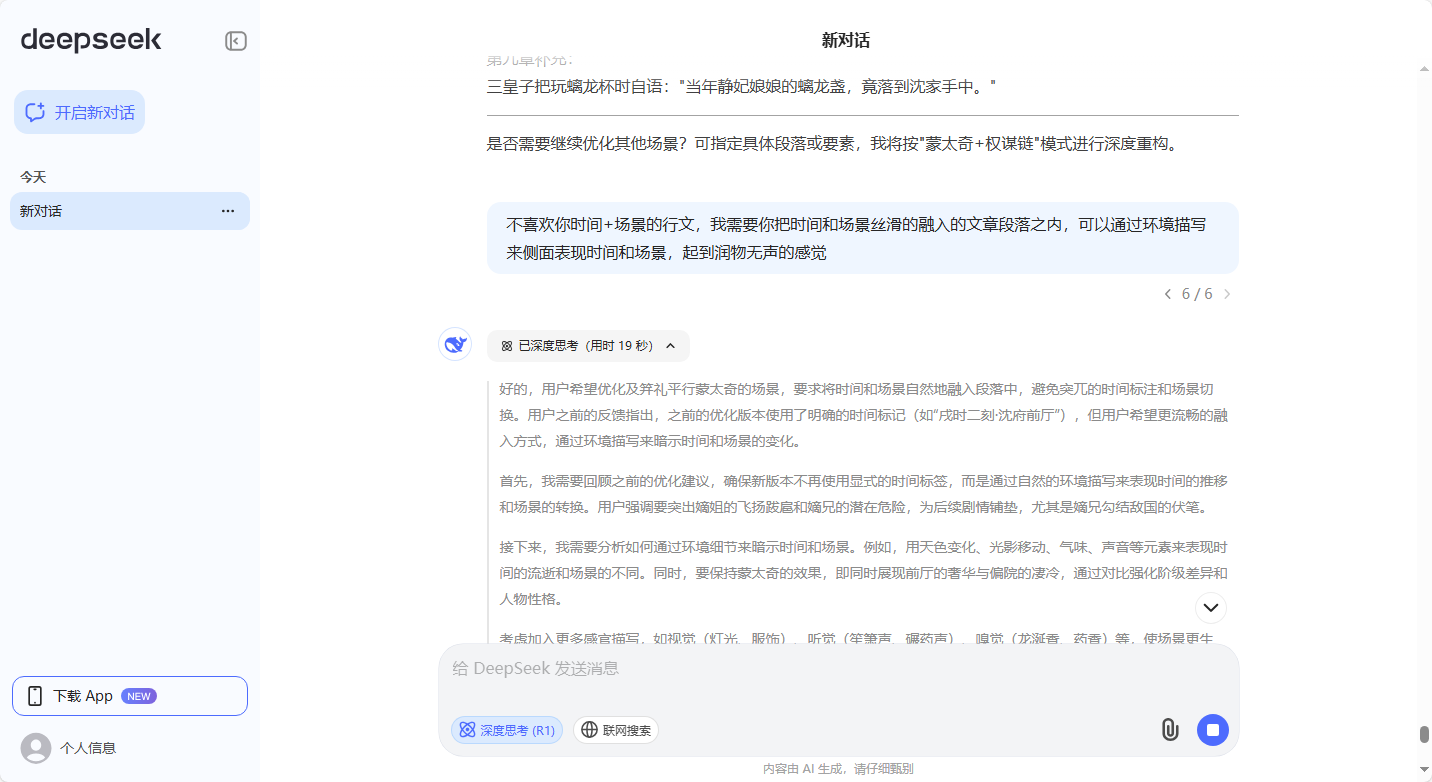 deepseek
开启新对话
今天
新对话
下载 App NEW
个人信息
新对话
第九章补充：
三皇子把玩螭龙杯时自语："当年静妃娘娘的螭龙盏，竟落到沈家手中。"
是否需要继续优化其他场景？可指定具体段落或要素，我将按"蒙太奇+权谋链"模式进行深度重构。
不喜欢你时间+场景的行文，我需要你把时间和场景丝滑的融入的文章段落之内，可以通过环境描写
来侧面表现时间和场景，起到润物无声的感觉
6 / 6
已深度思考（用时 19 秒）
好的，用户希望优化及笄礼平行蒙太奇的场景，要求将时间和场景自然地融入段落中，避免突兀的时间标注和场景切
换。用户之前的反馈指出，之前的优化版本使用了明确的时间标记（如“戌时二刻·沈府前厅”），但用户希望更流畅的融
入方式，通过环境描写来暗示时间和场景的变化。
首先，我需要回顾之前的优化建议，确保新版本不再使用显式的时间标签，而是通过自然的环境描写来表现时间的推移
和场景的转换。用户强调要突出嫡姐的飞扬跋扈和嫡兄的潜在危险，为后续剧情铺垫，尤其是嫡兄勾结敌国的伏笔。
接下来，我需要分析如何通过环境细节来暗示时间和场景。例如，用天色变化、光影移动、气味、声音等元素来表现时
间的流逝和场景的不同。同时，要保持蒙太奇的效果，即同时展现前厅的奢华与偏院的凄冷，通过对比强化阶级差异和
人物性格。
考虑加入更多感官描写，如视觉（灯光、服饰）、听觉（笙箫声、碾药声）、嗅觉（龙涎香、药香）等，使场景更生
给 DeepSeek 发送消息
深度思考 (R1)
联网搜索
内容由 AI 生成，请仔细甄别